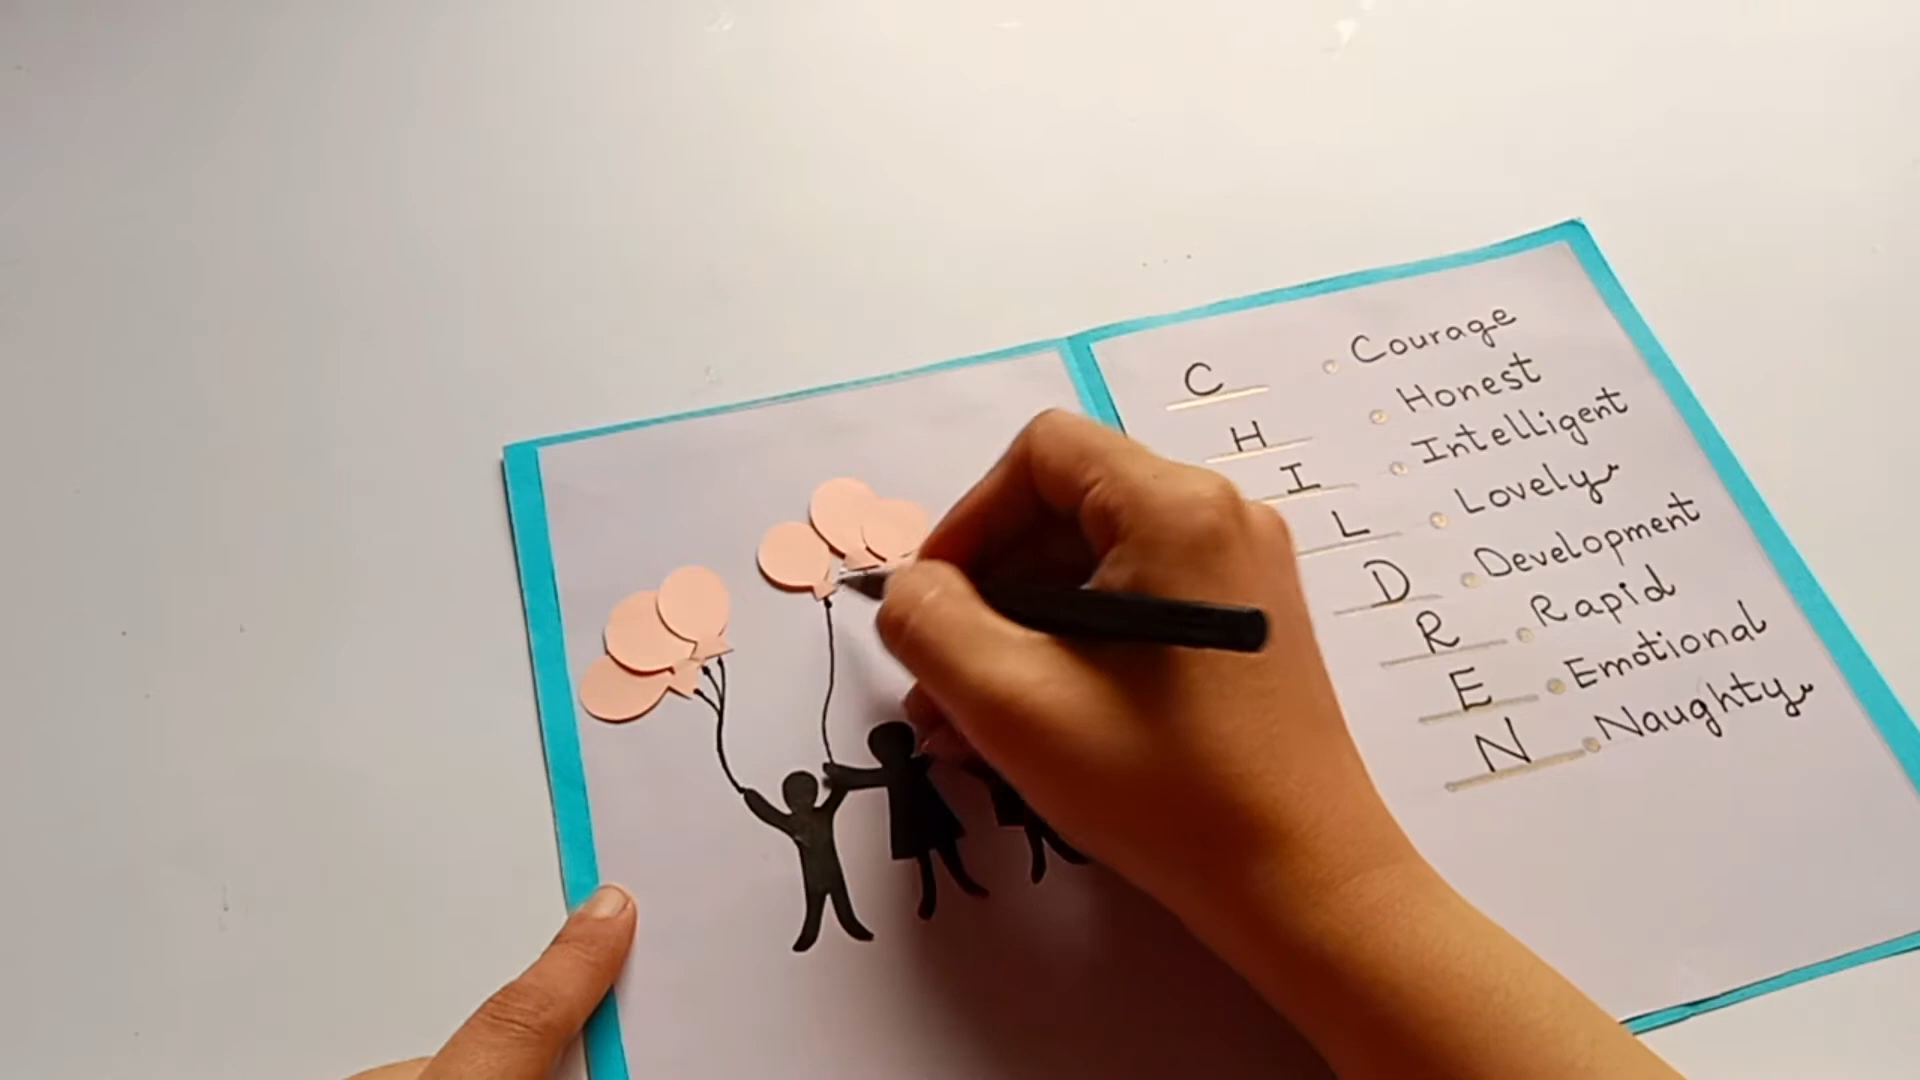 C Courage
H Honest
I Intelligent
L Lovely
D Development
R Rapid
E Emotional
N Naughty